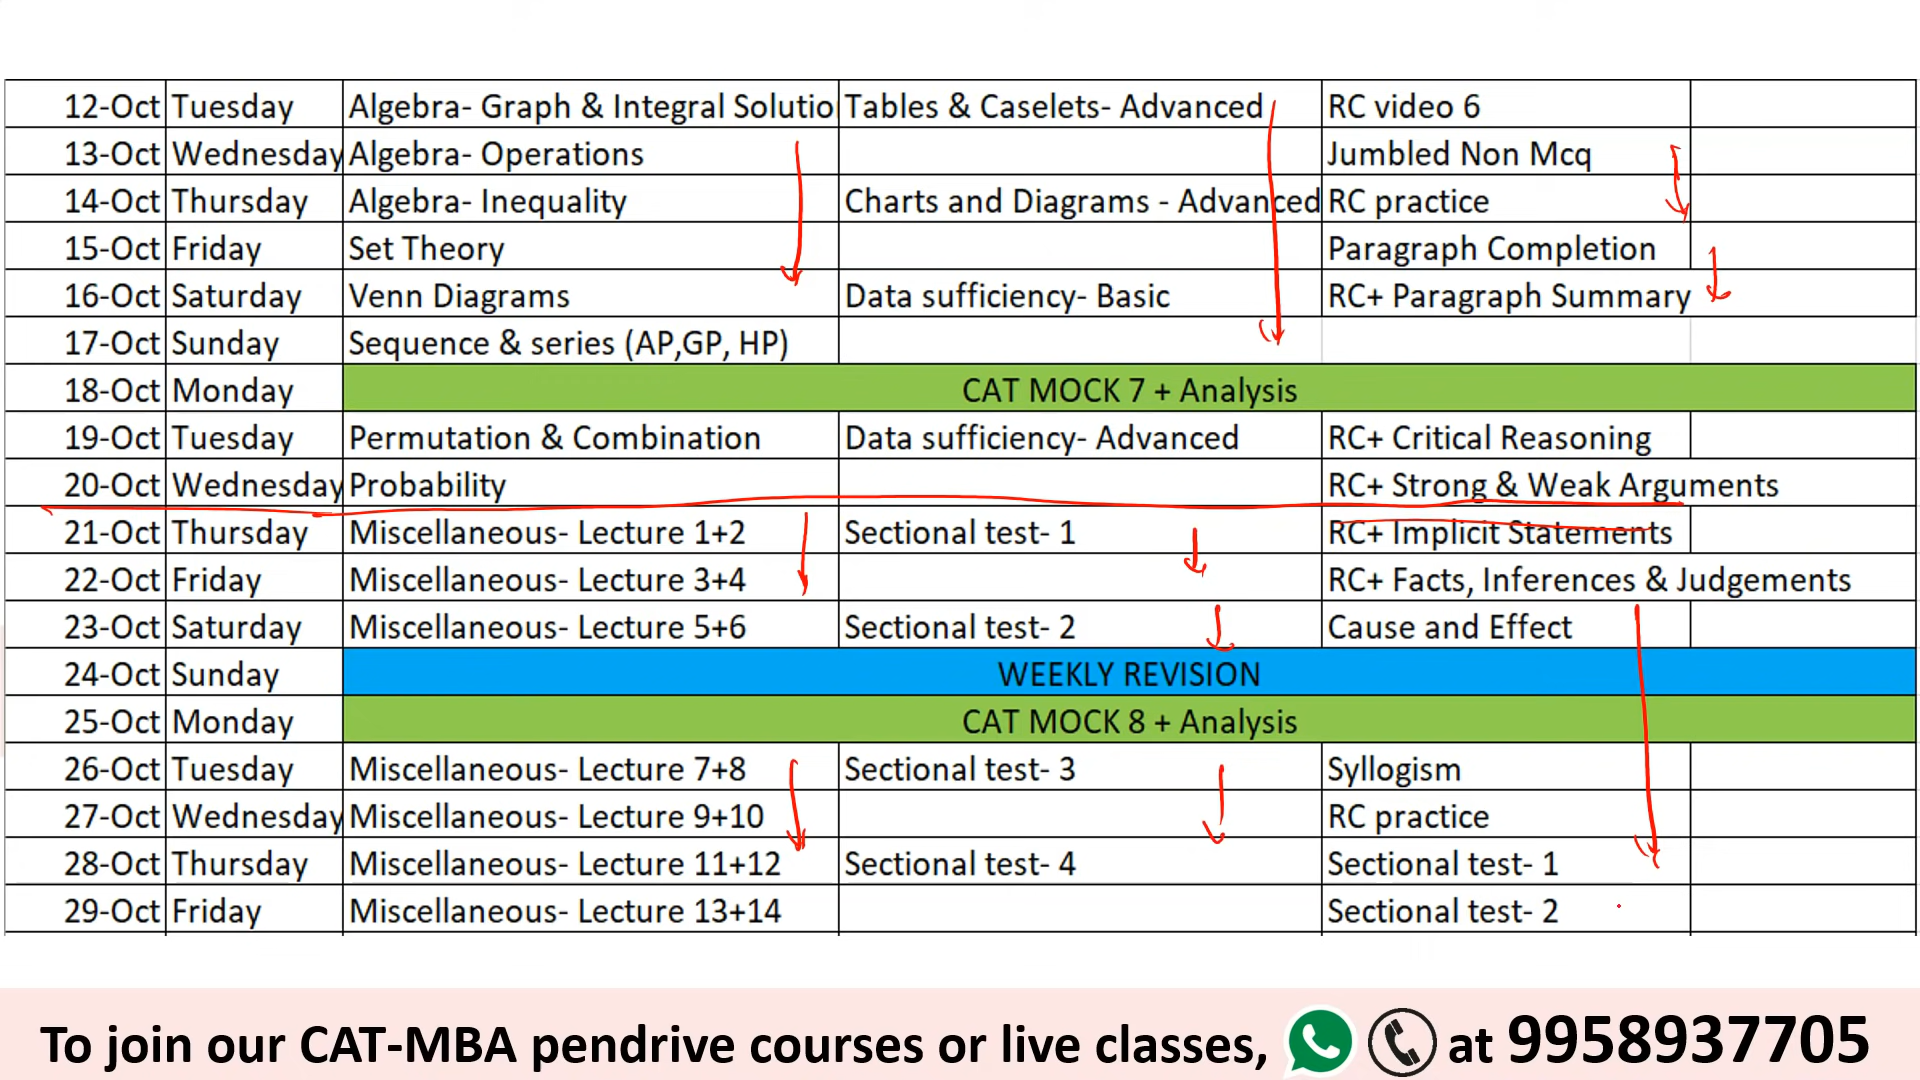 12-Oct Tuesday Algebra- Graph & Integral Solutio Tables & Caselets- Advanced RC video 6
13-Oct Wednesday Algebra- Operations Jumbled Non Mcq
14-Oct Thursday Algebra- Inequality Charts and Diagrams - Advanced RC practice
15-Oct Friday Set Theory Paragraph Completion
16-Oct Saturday Venn Diagrams Data sufficiency- Basic RC+ Paragraph Summary
17-Oct Sunday Sequence & series (AP,GP, HP)
18-Oct Monday CAT MOCK 7 + Analysis
19-Oct Tuesday Permutation & Combination Data sufficiency- Advanced RC+ Critical Reasoning
20-Oct Wednesday Probability RC+ Strong & Weak Arguments
21-Oct Thursday Miscellaneous- Lecture 1+2 Sectional test- 1 RC+ Implicit Statements
22-Oct Friday Miscellaneous- Lecture 3+4 RC+ Facts, Inferences & Judgements
23-Oct Saturday Miscellaneous- Lecture 5+6 Sectional test- 2 Cause and Effect
24-Oct Sunday WEEKLY REVISION
25-Oct Monday CAT MOCK 8 + Analysis
26-Oct Tuesday Miscellaneous- Lecture 7+8 Sectional test- 3 Syllogism
27-Oct Wednesday Miscellaneous- Lecture 9+10 RC practice
28-Oct Thursday Miscellaneous- Lecture 11+12 Sectional test- 4 Sectional test- 1
29-Oct Friday Miscellaneous- Lecture 13+14 Sectional test- 2
To join our CAT-MBA pendrive courses or live classes, at 9958937705